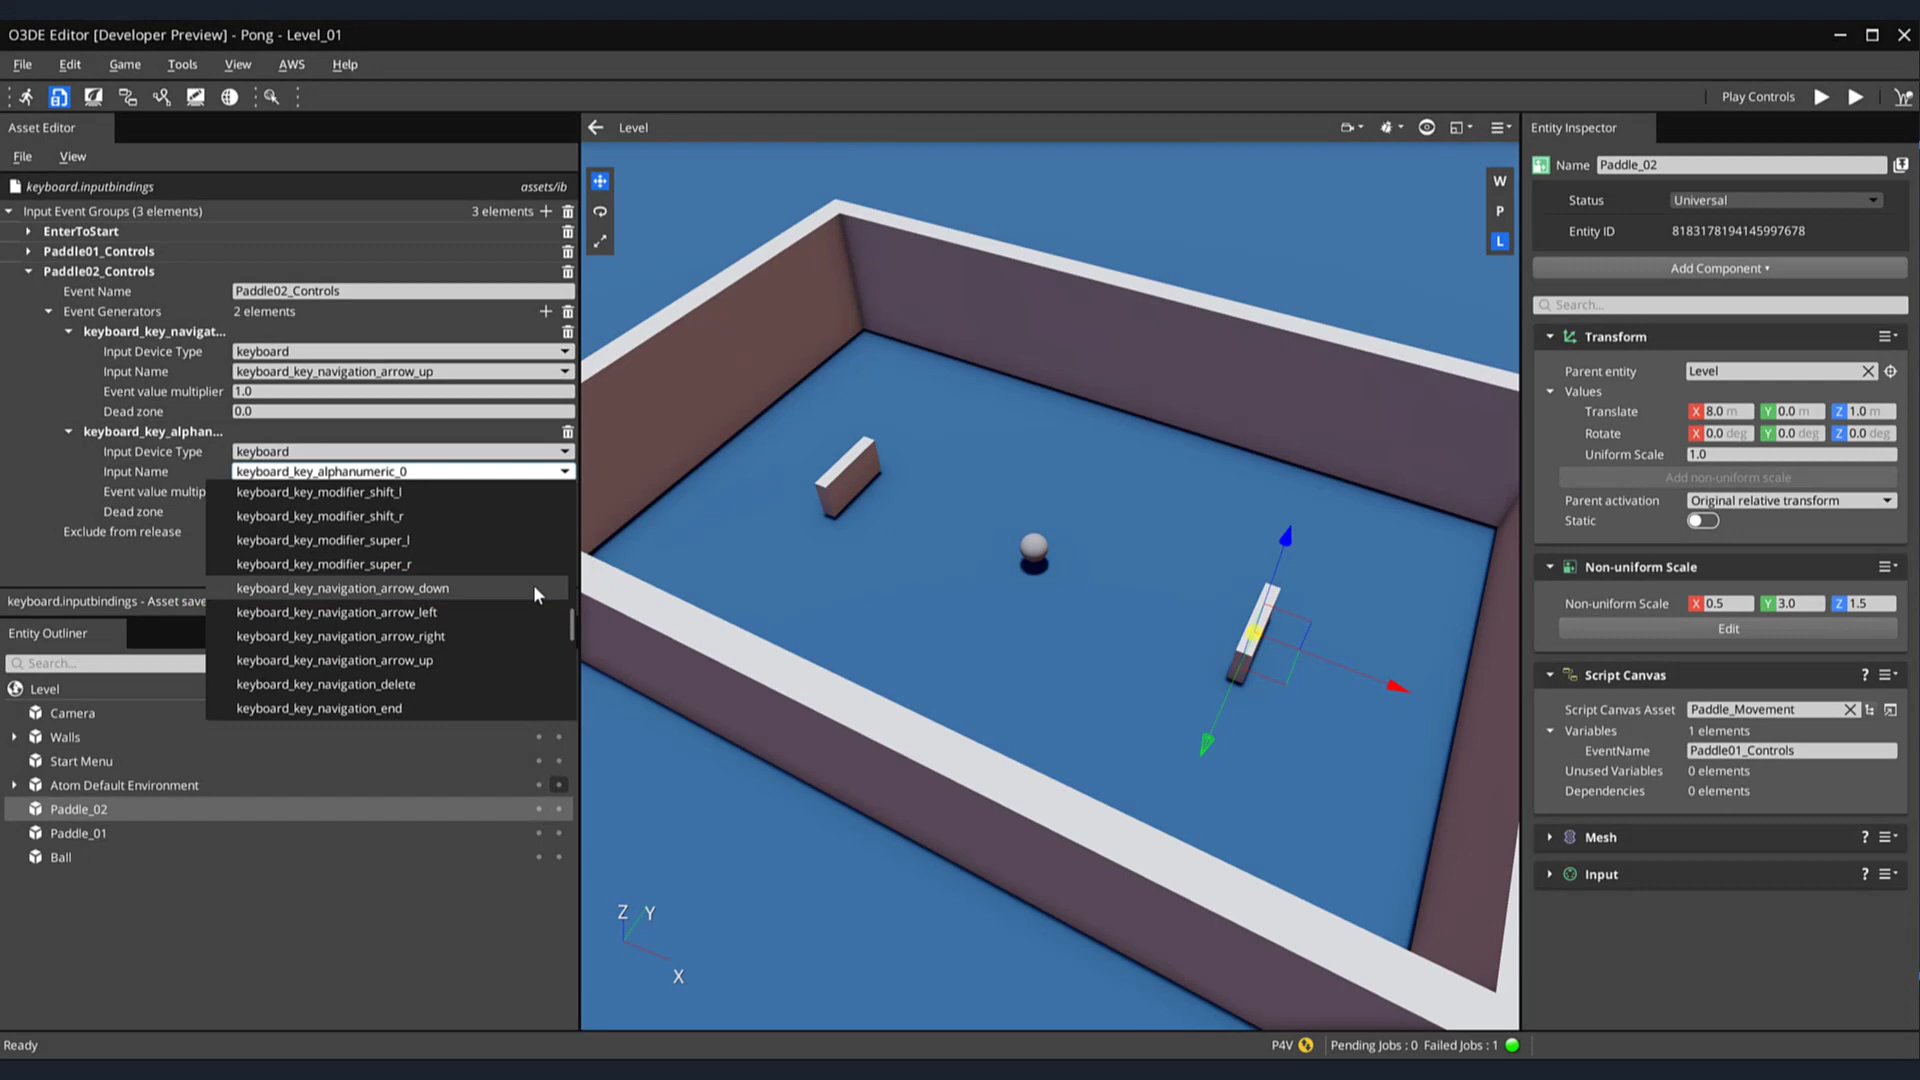 O3DE Editor [Developer Preview] - Pong - Level_01
File Edit Game Tools View AWS Help
Play Controls
Asset Editor
File View
keyboard.inputbindings assets/ib
Input Event Groups (3 elements) 3 elements
EnterToStart
Paddle01_Controls
Paddle02_Controls
Event Name Paddle02_Controls
Event Generators 2 elements
keyboard_key_navigat...
Input Device Type keyboard
Input Name keyboard_key_navigation_arrow_up
Event value multiplier 1.0
Dead zone 0.0
keyboard_key_alphan...
Input Device Type keyboard
Input Name keyboard_key_alphanumeric_0
Event value multip
Dead zone
Exclude from release
keyboard_key_modifier_shift_l
keyboard_key_modifier_shift_r
keyboard_key_modifier_super_l
keyboard_key_modifier_super_r
keyboard_key_navigation_arrow_down
keyboard_key_navigation_arrow_left
keyboard_key_navigation_arrow_right
keyboard_key_navigation_arrow_up
keyboard_key_navigation_delete
keyboard_key_navigation_end
keyboard.inputbindings - Asset save
Entity Outliner
Search...
Level
Camera
Walls
Start Menu
Atom Default Environment
Paddle_02
Paddle_01
Ball
Level
W
P
L
Z Y
X
Entity Inspector
Name Paddle_02
Status Universal
Entity ID 8183178194145997678
Add Component
Search...
Transform
Parent entity Level
Values
Translate X 8.0 m Y 0.0 m Z 1.0 m
Rotate X 0.0 deg Y 0.0 deg Z 0.0 deg
Uniform Scale 1.0
Add non-uniform scale
Parent activation Original relative transform
Static
Non-uniform Scale
Non-uniform Scale X 0.5 Y 3.0 Z 1.5
Edit
Script Canvas ?
Script Canvas Asset Paddle_Movement
Variables 1 elements
EventName Paddle01_Controls
Unused Variables 0 elements
Dependencies 0 elements
Mesh ?
Input ?
Ready
P4V Pending Jobs : 0 Failed Jobs : 1